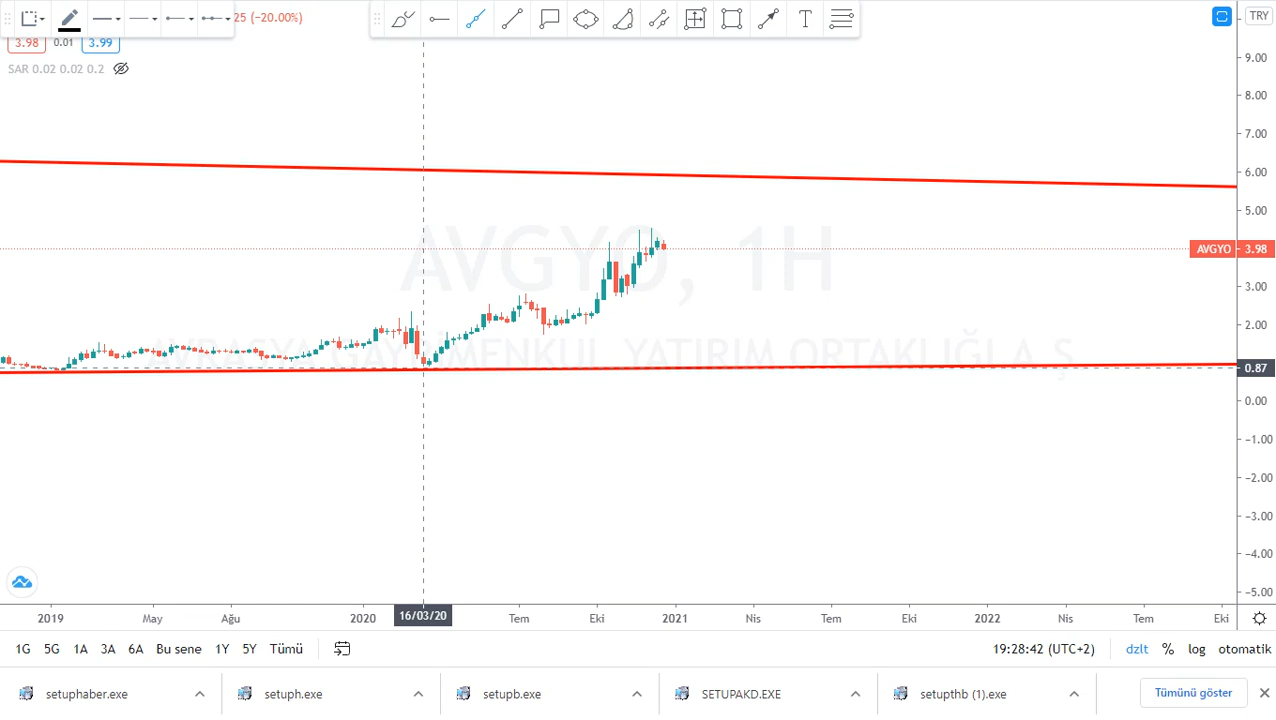 25 (−20.00%)
TRY
3.98 0.01 3.99
SAR 0.02 0.02 0.2
9.00
8.00
7.00
6.00
5.00
AVGYO, 1H
AVGYO 3.98
3.00
2.00
YATIRIM
0.87
0.00
−1.00
−2.00
−3.00
−4.00
−5.00
2019 May Ağu 2020 16/03/20 Tem Eki 2021 Nis Tem Eki 2022 Nis Tem Eki
1G 5G 1A 3A 6A Bu sene 1Y 5Y Tümü 19:28:42 (UTC+2) dzlt % log otomatik
setuphaber.exe setuph.exe setupb.exe SETUPAKD.EXE setupthb (1).exe Tümünü göster